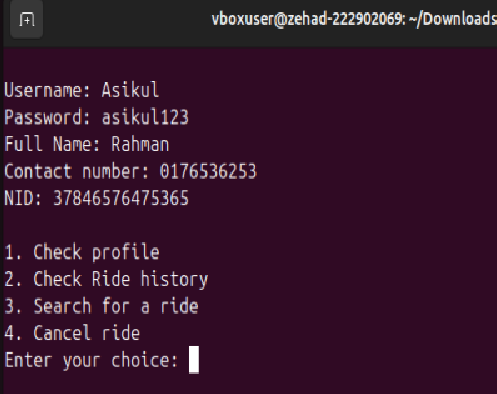 vboxuser@zehad-222902069: ~/Downloads
Username: Asikul
Password: asikul123
Full Name: Rahman
Contact number: 0176536253
NID: 37846576475365
1. Check profile
2. Check Ride history
3. Search for a ride
4. Cancel ride
Enter your choice: